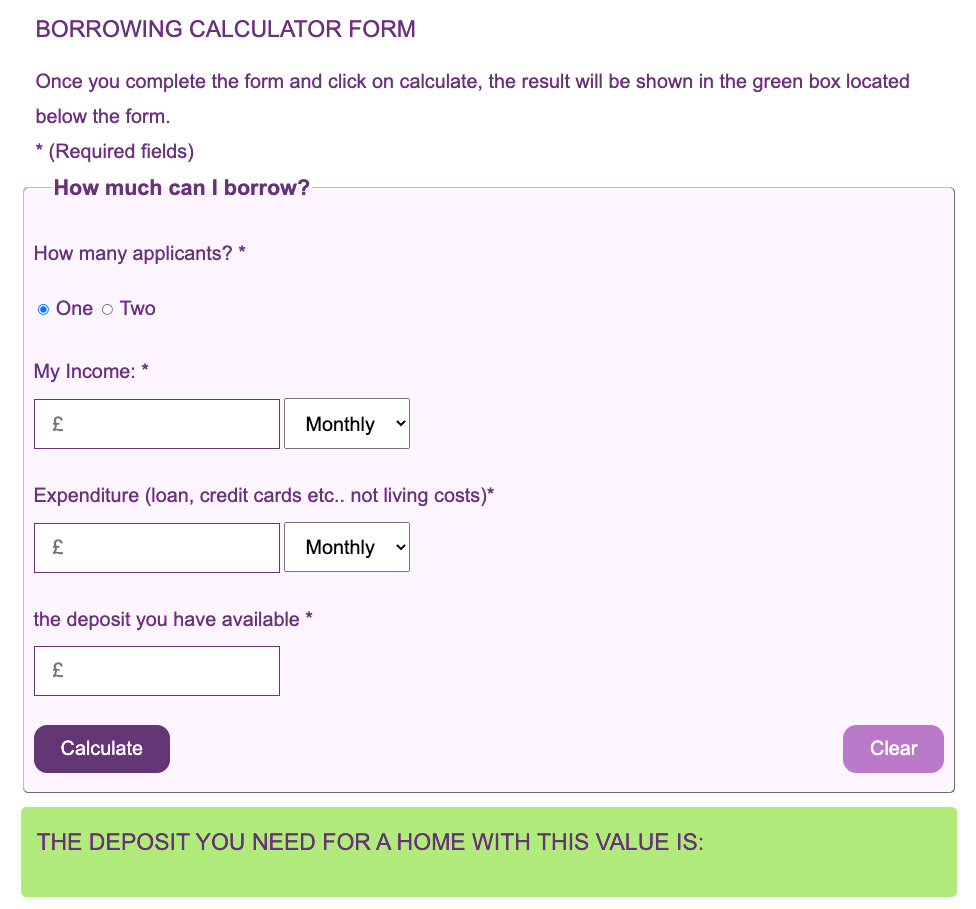 BORROWING CALCULATOR FORM
Once you complete the form and click on calculate, the result will be shown in the green box located
below the form.
* (Required fields)
How much can I borrow?
How many applicants? *
One Two
My Income: *
£ Monthly
Expenditure (loan, credit cards etc.. not living costs)*
£ Monthly
the deposit you have available *
£
Calculate Clear
THE DEPOSIT YOU NEED FOR A HOME WITH THIS VALUE IS: